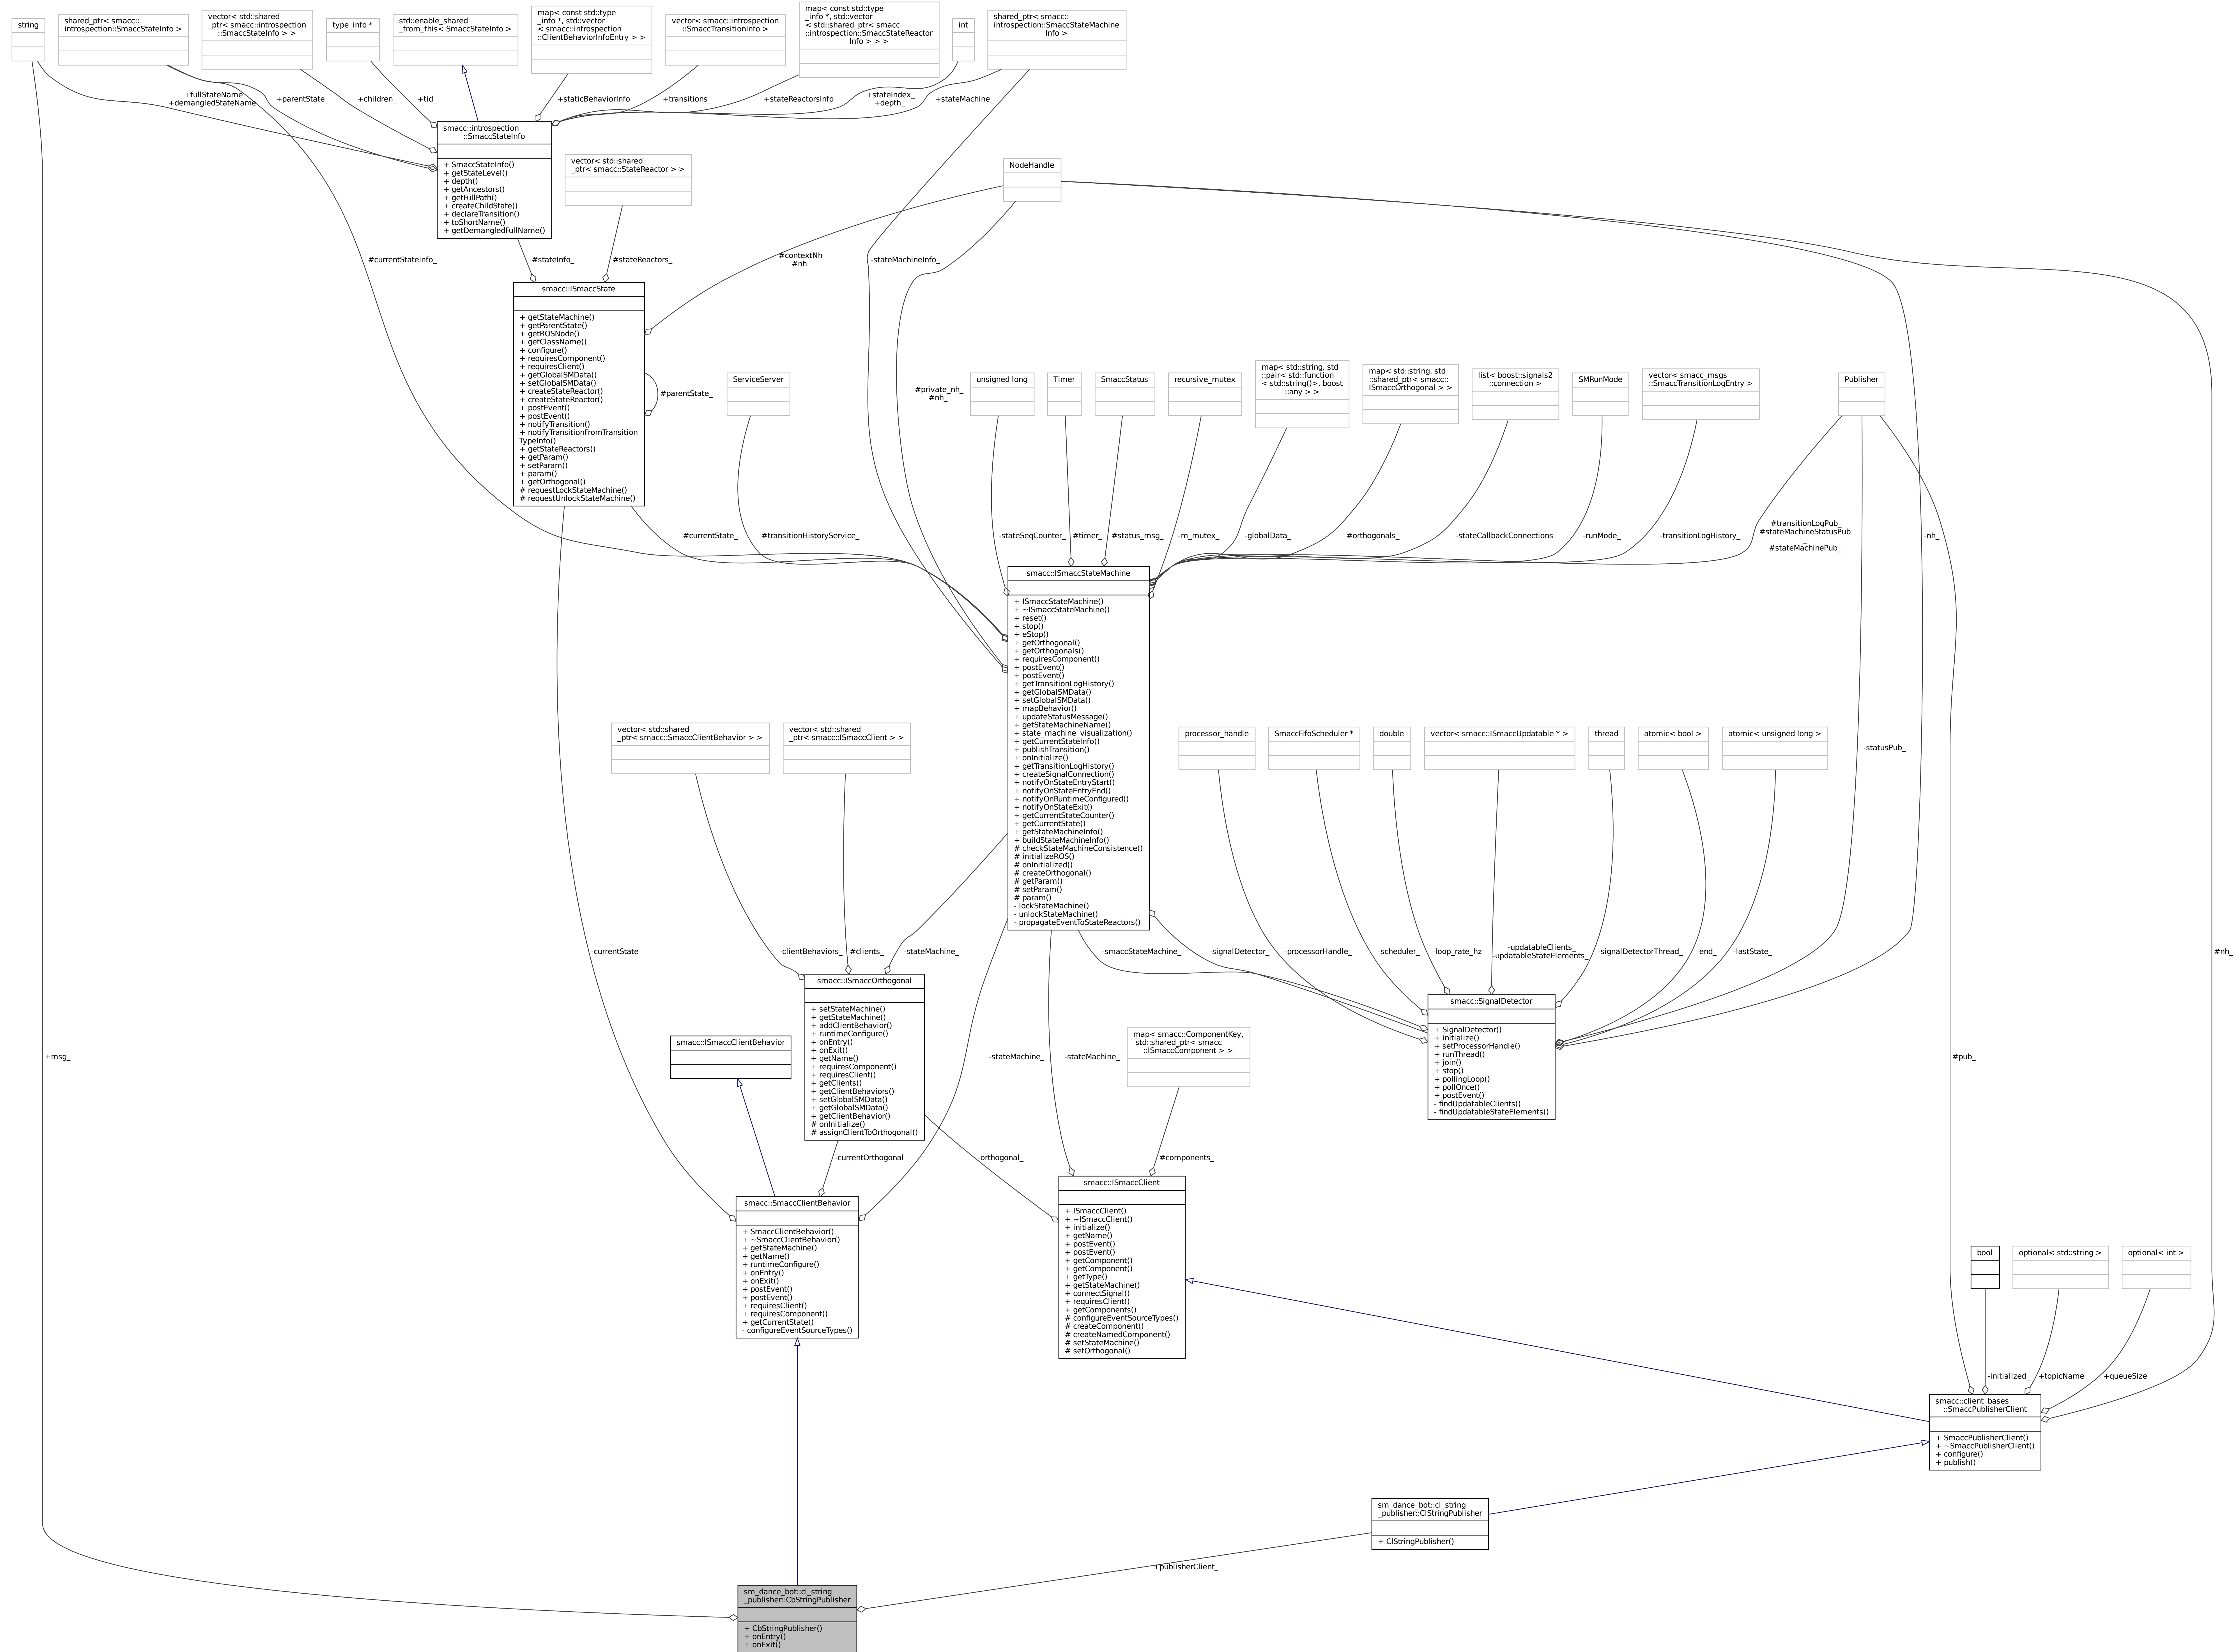 string
shared_ptr< smacc::
introspection::SmaccStateInfo >
vector< std::shared
_ptr< smacc::introspection
::SmaccStateInfo > >
type_info *
std::enable_shared
_from_this< SmaccStateInfo >
map< const std::type
_info *, std::vector
< smacc::introspection
::ClientBehaviorInfoEntry > >
vector< smacc::introspection
::SmaccTransitionInfo >
map< const std::type
_info *, std::vector
< std::shared_ptr< smacc
::introspection::SmaccStateReactor
Info > > >
int
shared_ptr< smacc::
introspection::SmaccStateMachine
Info >
+fullStateName
+demangledStateName
+parentState_
+children_
+tid_
+staticBehaviorInfo
+transitions_
+stateReactorsInfo
+stateIndex_
+depth_
+stateMachine_
smacc::introspection
::SmaccStateInfo
+ SmaccStateInfo()
+ getStateLevel()
+ depth()
+ getAncestors()
+ getFullPath()
+ createChildState()
+ declareTransition()
+ toShortName()
+ getDemangledFullName()
vector< std::shared
_ptr< smacc::StateReactor > >
NodeHandle
#currentStateInfo_
#stateInfo_
#stateReactors_
#contextNh
#nh
-stateMachineInfo_
smacc::ISmaccState
+ getStateMachine()
+ getParentState()
+ getROSNode()
+ getClassName()
+ configure()
+ requiresComponent()
+ requiresClient()
+ getGlobalSMData()
+ setGlobalSMData()
+ createStateReactor()
+ createStateReactor()
+ postEvent()
+ postEvent()
+ notifyTransition()
+ notifyTransitionFromTransition
TypeInfo()
+ getStateReactors()
+ getParam()
+ setParam()
+ param()
+ getOrthogonal()
# requestLockStateMachine()
# requestUnlockStateMachine()
#parentState_
ServiceServer
#private_nh_
#nh_
unsigned long
Timer
SmaccStatus
recursive_mutex
map< std::string, std
::pair< std::function
< std::string()>, boost
::any > >
map< std::string, std
::shared_ptr< smacc::
ISmaccOrthogonal > >
list< boost::signals2
::connection >
SMRunMode
vector< smacc_msgs
::SmaccTransitionLogEntry >
Publisher
#currentState_
#transitionHistoryService_
-stateSeqCounter_
#timer_
#status_msg_
-m_mutex_
-globalData_
#orthogonals_
-stateCallbackConnections
-runMode_
-transitionLogHistory_
#transitionLogPub_
#stateMachineStatusPub
_
#stateMachinePub_
-nh_
smacc::ISmaccStateMachine
+ ISmaccStateMachine()
+ ~ISmaccStateMachine()
+ reset()
+ stop()
+ eStop()
+ getOrthogonal()
+ getOrthogonals()
+ requiresComponent()
+ postEvent()
+ postEvent()
+ getTransitionLogHistory()
+ getGlobalSMData()
+ setGlobalSMData()
+ mapBehavior()
+ updateStatusMessage()
+ getStateMachineName()
+ state_machine_visualization()
+ getCurrentStateInfo()
+ publishTransition()
+ onInitialize()
+ getTransitionLogHistory()
+ createSignalConnection()
+ notifyOnStateEntryStart()
+ notifyOnStateEntryEnd()
+ notifyOnRuntimeConfigured()
+ notifyOnStateExit()
+ getCurrentStateCounter()
+ getCurrentState()
+ getStateMachineInfo()
+ buildStateMachineInfo()
# checkStateMachineConsistence()
# initializeROS()
# onInitialized()
# createOrthogonal()
# getParam()
# setParam()
# param()
- lockStateMachine()
- unlockStateMachine()
- propagateEventToStateReactors()
vector< std::shared
_ptr< smacc::SmaccClientBehavior > >
vector< std::shared
_ptr< smacc::ISmaccClient > >
processor_handle
SmaccFifoScheduler *
double
vector< smacc::ISmaccUpdatable * >
thread
atomic< bool >
atomic< unsigned long >
-statusPub_
-currentState
-clientBehaviors_
#clients_
-stateMachine_
-smaccStateMachine_
-signalDetector_
-processorHandle_
-scheduler_
-loop_rate_hz
-updatableClients_
-updatableStateElements_
-signalDetectorThread_
-end_
-lastState_
#nh_
smacc::ISmaccOrthogonal
+ setStateMachine()
+ getStateMachine()
+ addClientBehavior()
+ runtimeConfigure()
+ onEntry()
+ onExit()
+ getName()
+ requiresComponent()
+ requiresClient()
+ getClients()
+ getClientBehaviors()
+ setGlobalSMData()
+ getGlobalSMData()
+ getClientBehavior()
# onInitialize()
# assignClientToOrthogonal()
smacc::SignalDetector
+ SignalDetector()
+ initialize()
+ setProcessorHandle()
+ runThread()
+ join()
+ stop()
+ pollingLoop()
+ pollOnce()
+ postEvent()
- findUpdatableClients()
- findUpdatableStateElements()
smacc::ISmaccClientBehavior
map< smacc::ComponentKey,
std::shared_ptr< smacc
::ISmaccComponent > >
+msg_
-stateMachine_
-stateMachine_
#pub_
-currentOrthogonal
-orthogonal_
#components_
smacc::SmaccClientBehavior
+ SmaccClientBehavior()
+ ~SmaccClientBehavior()
+ getStateMachine()
+ getName()
+ runtimeConfigure()
+ onEntry()
+ onExit()
+ postEvent()
+ postEvent()
+ requiresClient()
+ requiresComponent()
+ getCurrentState()
- configureEventSourceTypes()
smacc::ISmaccClient
+ ISmaccClient()
+ ~ISmaccClient()
+ initialize()
+ getName()
+ postEvent()
+ postEvent()
+ getComponent()
+ getComponent()
+ getType()
+ getStateMachine()
+ connectSignal()
+ requiresClient()
+ getComponents()
# configureEventSourceTypes()
# createComponent()
# createNamedComponent()
# setStateMachine()
# setOrthogonal()
bool
optional< std::string >
optional< int >
-initialized_
+topicName
+queueSize
smacc::client_bases
::SmaccPublisherClient
+ SmaccPublisherClient()
+ ~SmaccPublisherClient()
+ configure()
+ publish()
sm_dance_bot::cl_string
_publisher::ClStringPublisher
+ ClStringPublisher()
+publisherClient_
sm_dance_bot::cl_string
_publisher::CbStringPublisher
+ CbStringPublisher()
+ onEntry()
+ onExit()